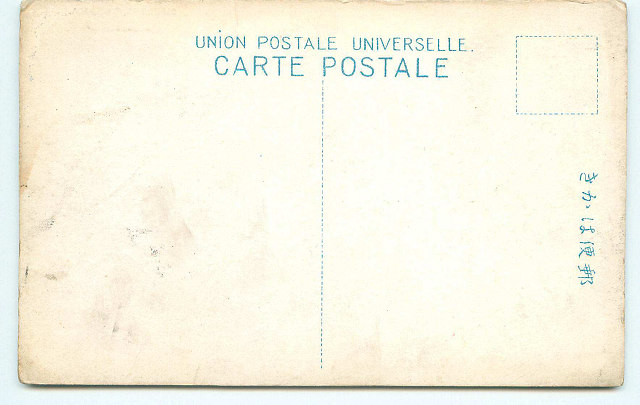 UNION POSTALE UNIVERSELLE.
CARTE POSTALE
きかは便郵